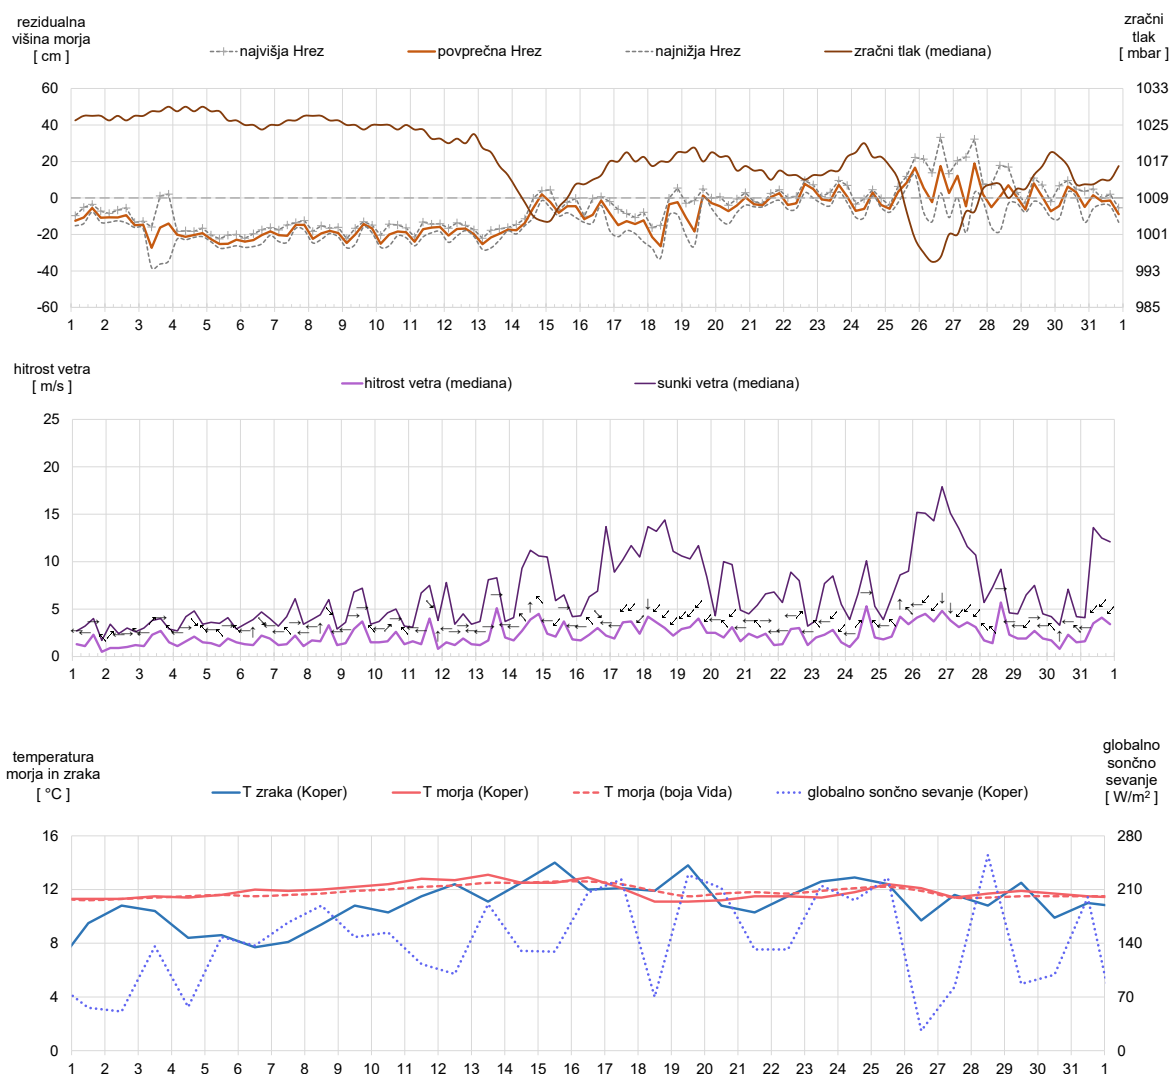 rezidualna
višina morja
[ cm ]
najvišja Hrez
povprečna Hrez
najnižja Hrez
zračni tlak (mediana)
zračni
tlak
[ mbar ]
60 1033
40 1025
20 1017
0 1009
-20 1001
-40 993
-60 985
1 2 3 4 5 6 7 8 9 10 11 12 13 14 15 16 17 18 19 20 21 22 23 24 25 26 27 28 29 30 31 1
hitrost vetra
[ m/s ]
hitrost vetra (mediana)
sunki vetra (mediana)
25
20
15
10
5
0
1 2 3 4 5 6 7 8 9 10 11 12 13 14 15 16 17 18 19 20 21 22 23 24 25 26 27 28 29 30 31 1
temperatura
morja in zraka
[ °C ]
T zraka (Koper)
T morja (Koper)
T morja (boja Vida)
globalno sončno sevanje (Koper)
globalno
sončno
sevanje
[ W/m² ]
16 280
12 210
8 140
4 70
0 0
1 2 3 4 5 6 7 8 9 10 11 12 13 14 15 16 17 18 19 20 21 22 23 24 25 26 27 28 29 30 31 1